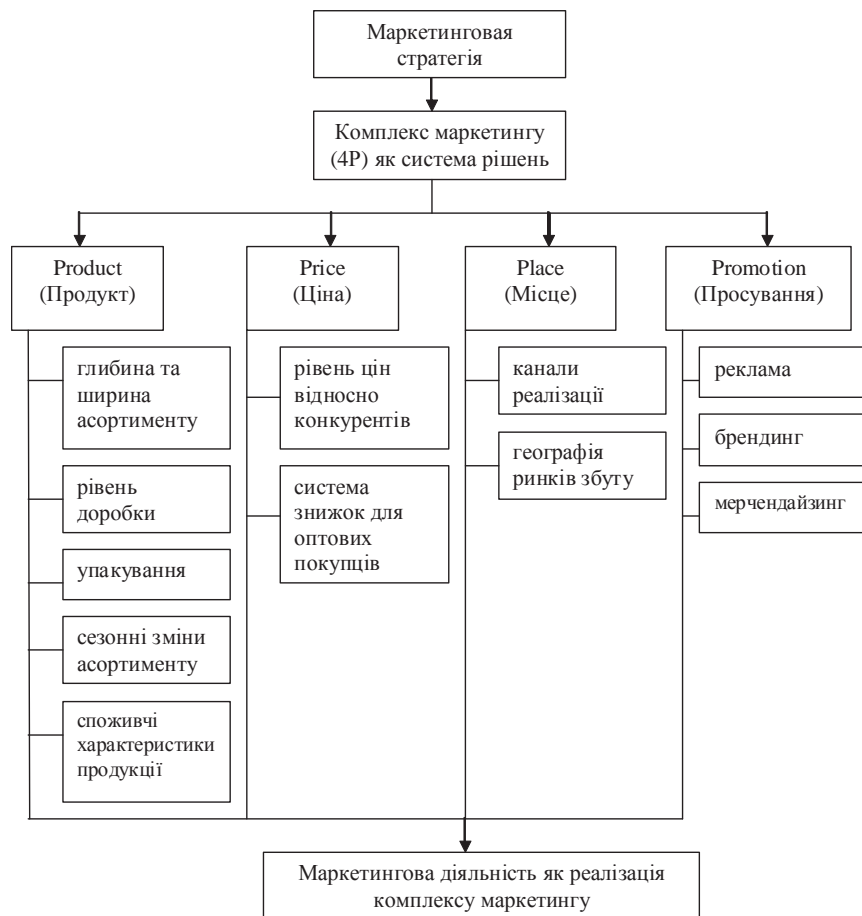 Маркетинговая
стратегія
Комплекс маркетингу
(4Р) як система рішень
Product
(Продукт)
Price
(Ціна)
Place
(Місце)
Promotion
(Просування)
глибина та
ширина
асортименту
рівень
доробки
упакування
сезонні зміни
асортименту
споживчі
характеристики
продукції
рівень цін
відносно
конкурентів
система
знижок для
оптових
покупців
канали
реалізації
географія
ринків збуту
реклама
брендинг
мерчендайзинг
Маркетингова діяльність як реалізація
комплексу маркетингу